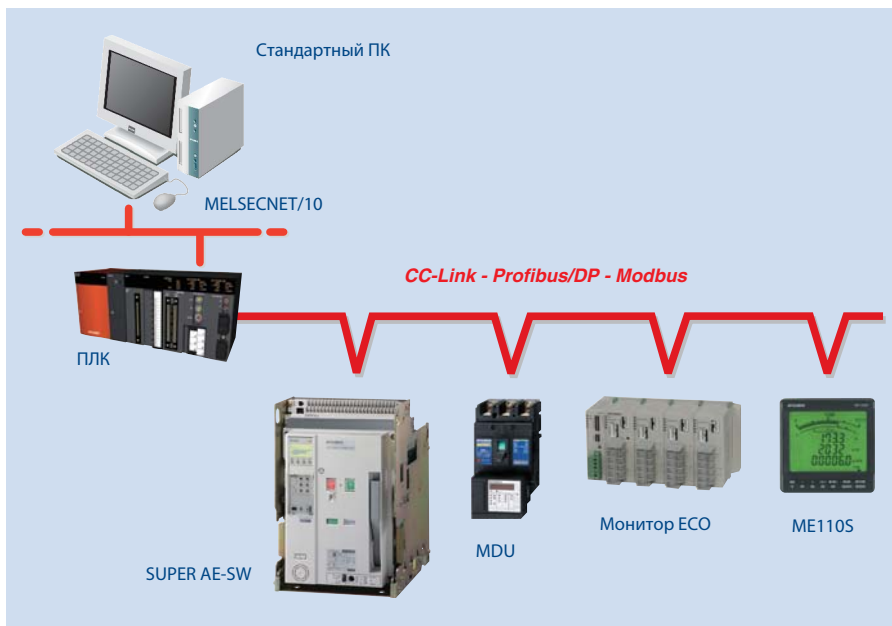 Стандартный ПК
MELSECNET/10
CC-Link - Profibus/DP - Modbus
ПЛК
SUPER AE-SW
MDU
Монитор ECO
ME110S